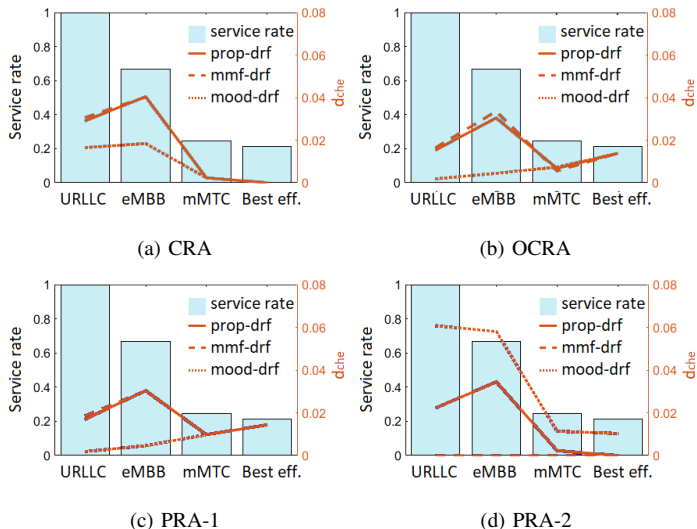 1
0.8
0.6
0.4
0.2
0
Service rate
service rate
prop-drf
mmf-drf
mood-drf
0.08
0.06
0.04
0.02
0
dche
URLLC eMBB mMTC Best eff.
(a) CRA
1
0.8
0.6
0.4
0.2
0
Service rate
service rate
prop-drf
mmf-drf
mood-drf
0.08
0.06
0.04
0.02
0
dche
URLLC eMBB mMTC Best eff.
(b) OCRA
1
0.8
0.6
0.4
0.2
0
Service rate
service rate
prop-drf
mmf-drf
mood-drf
0.08
0.06
0.04
0.02
0
dche
URLLC eMBB mMTC Best eff.
(c) PRA-1
1
0.8
0.6
0.4
0.2
0
Service rate
service rate
prop-drf
mmf-drf
mood-drf
0.08
0.06
0.04
0.02
0
dche
URLLC eMBB mMTC Best eff.
(d) PRA-2